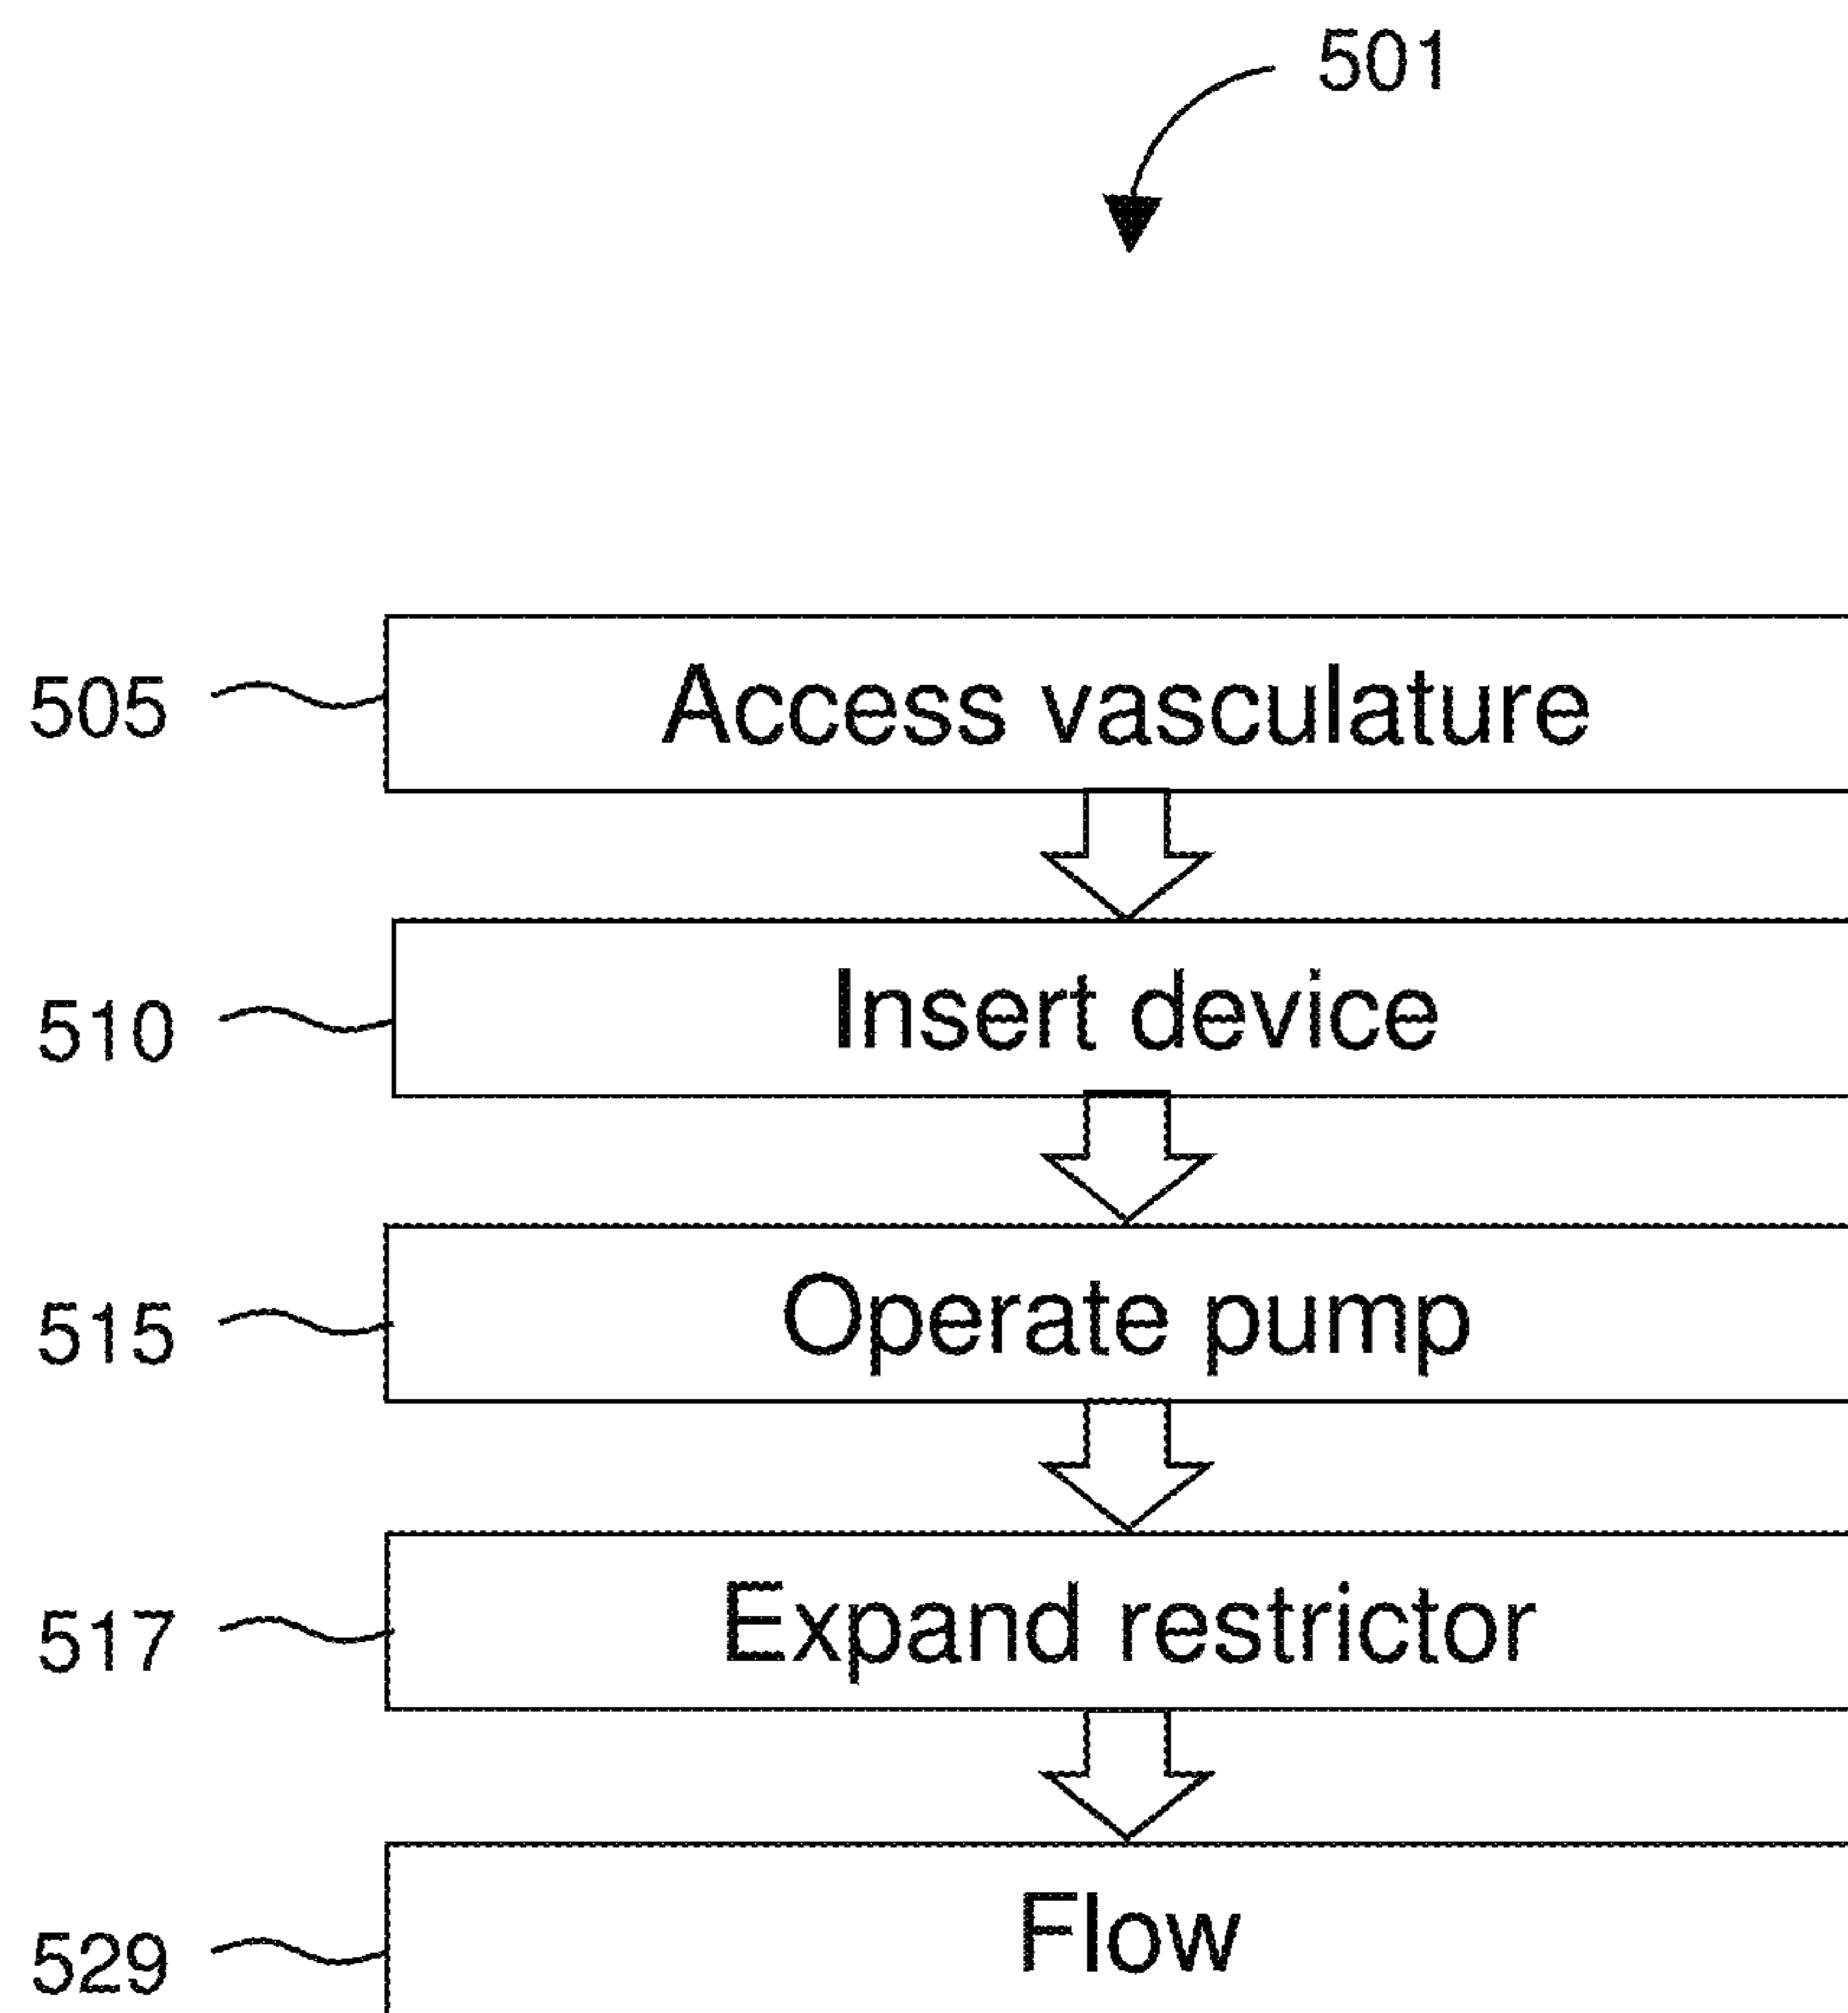 501
505 Access vasculature
510 Insert device
515 Operate pump
517 Expand restrictor
529 Flow